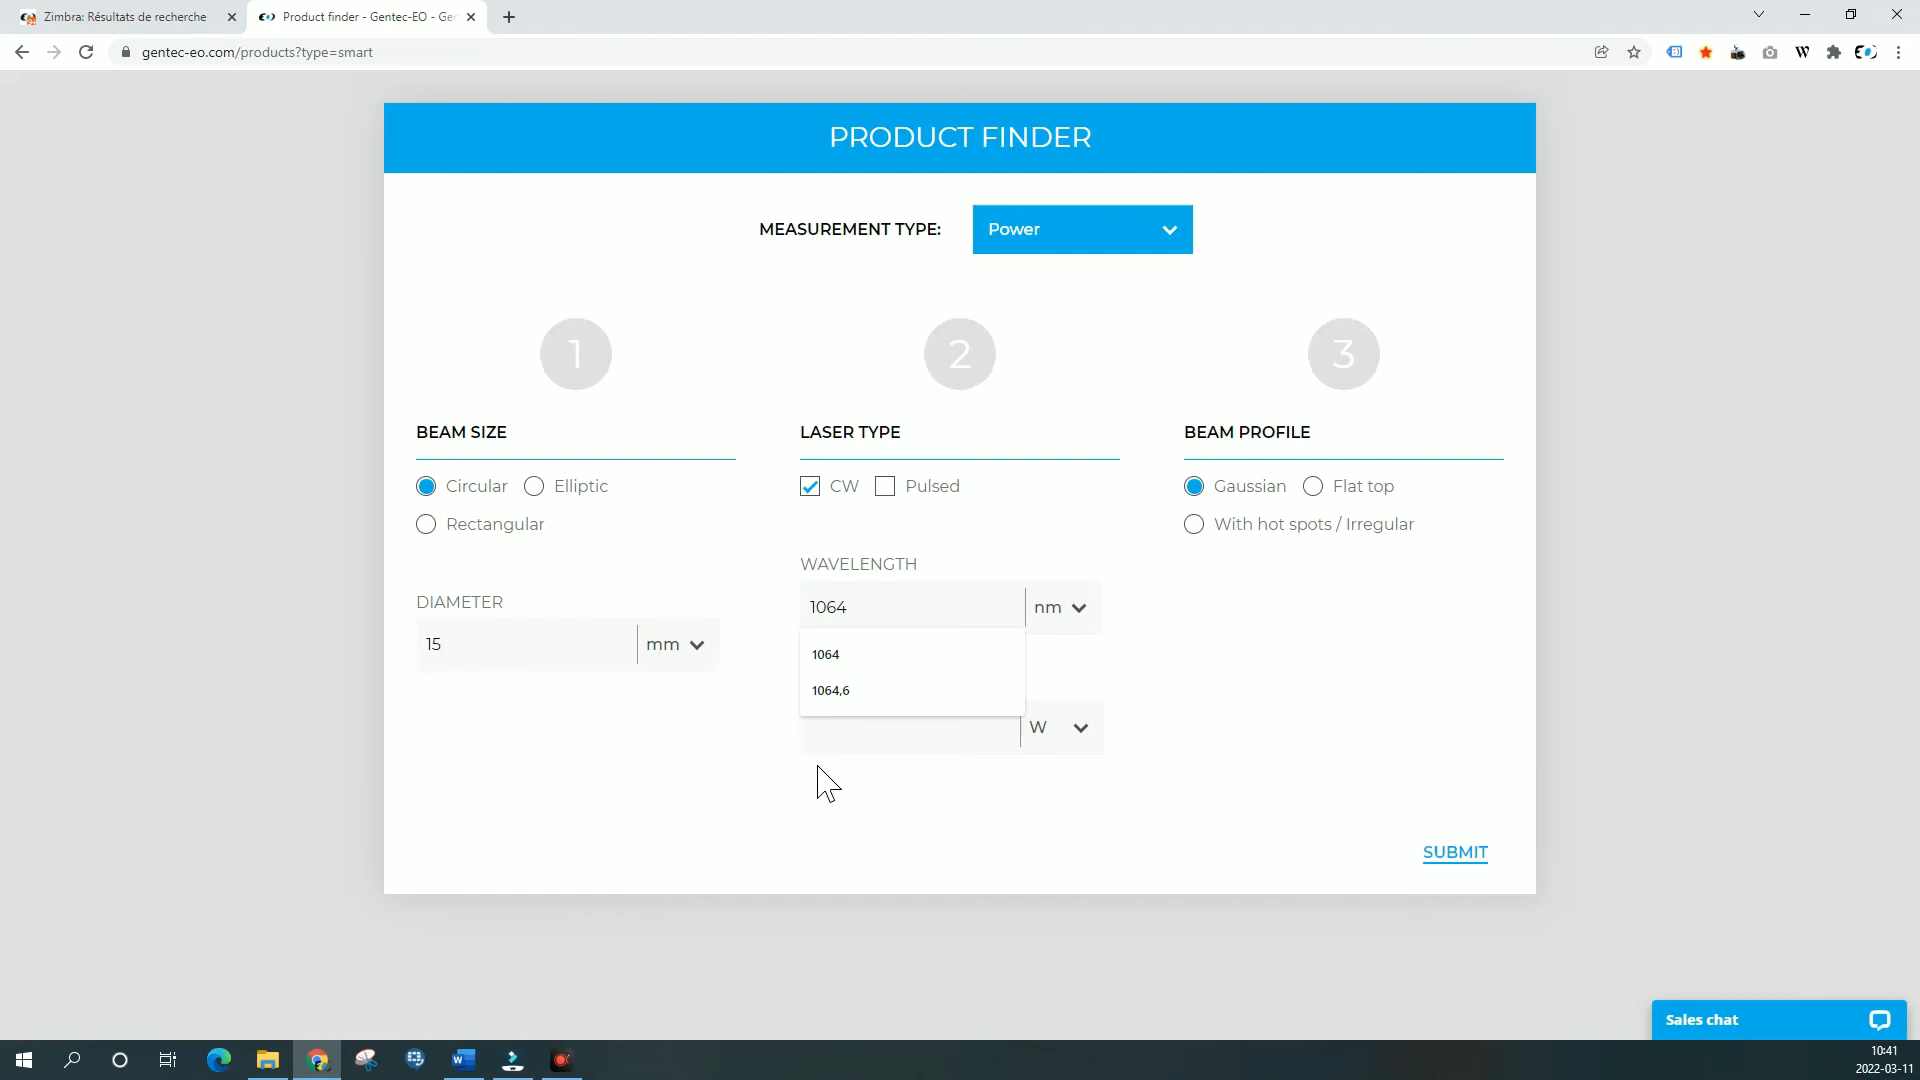 Zimbra: Résultats de recherche
Product finder - Gentec-EO - Ge
gentec-eo.com/products?type=smart
PRODUCT FINDER
MEASUREMENT TYPE: Power
1 2 3
BEAM SIZE LASER TYPE BEAM PROFILE
Circular Elliptic CW Pulsed Gaussian Flat top
Rectangular With hot spots / Irregular
WAVELENGTH
DIAMETER 1064 nm
15 mm
1064
1064,6
W
SUBMIT
Sales chat
10:41
2022-03-11